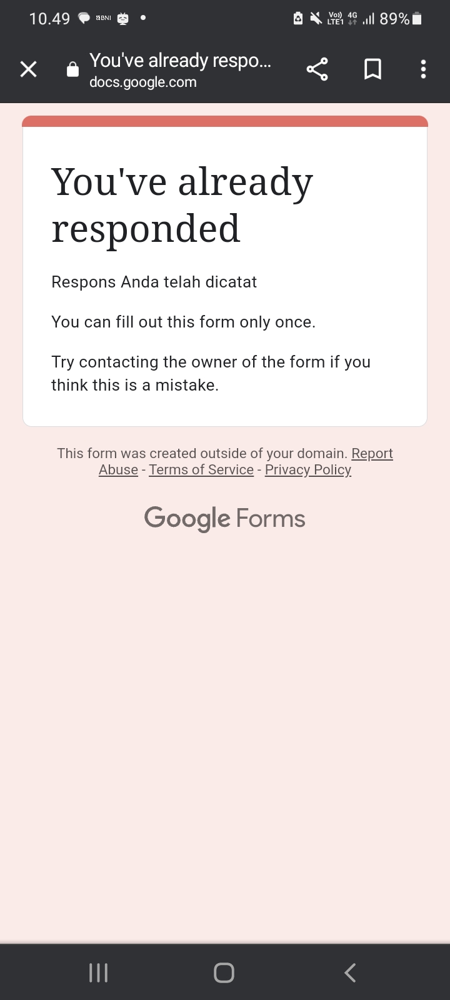 10.49 BNI Vo)) LTE1 4G 89%
You've already respo...
docs.google.com
You've already
responded
Respons Anda telah dicatat
You can fill out this form only once.
Try contacting the owner of the form if you
think this is a mistake.
This form was created outside of your domain. Report
Abuse - Terms of Service - Privacy Policy
Google Forms